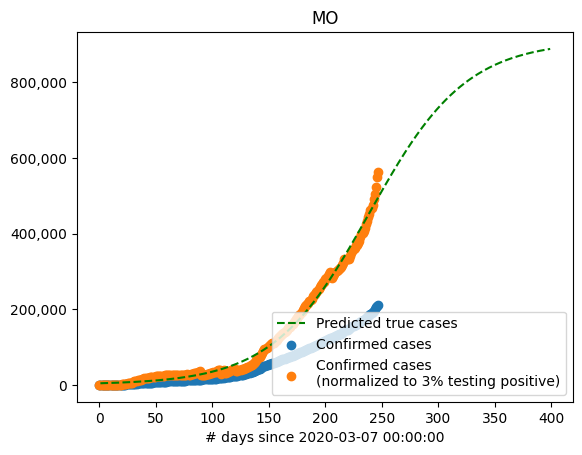 MO
800,000
600,000
400,000
200,000
0
Predicted true cases
Confirmed cases
Confirmed cases
(normalized to 3% testing positive)
0 50 100 150 200 250 300 350 400
# days since 2020-03-07 00:00:00